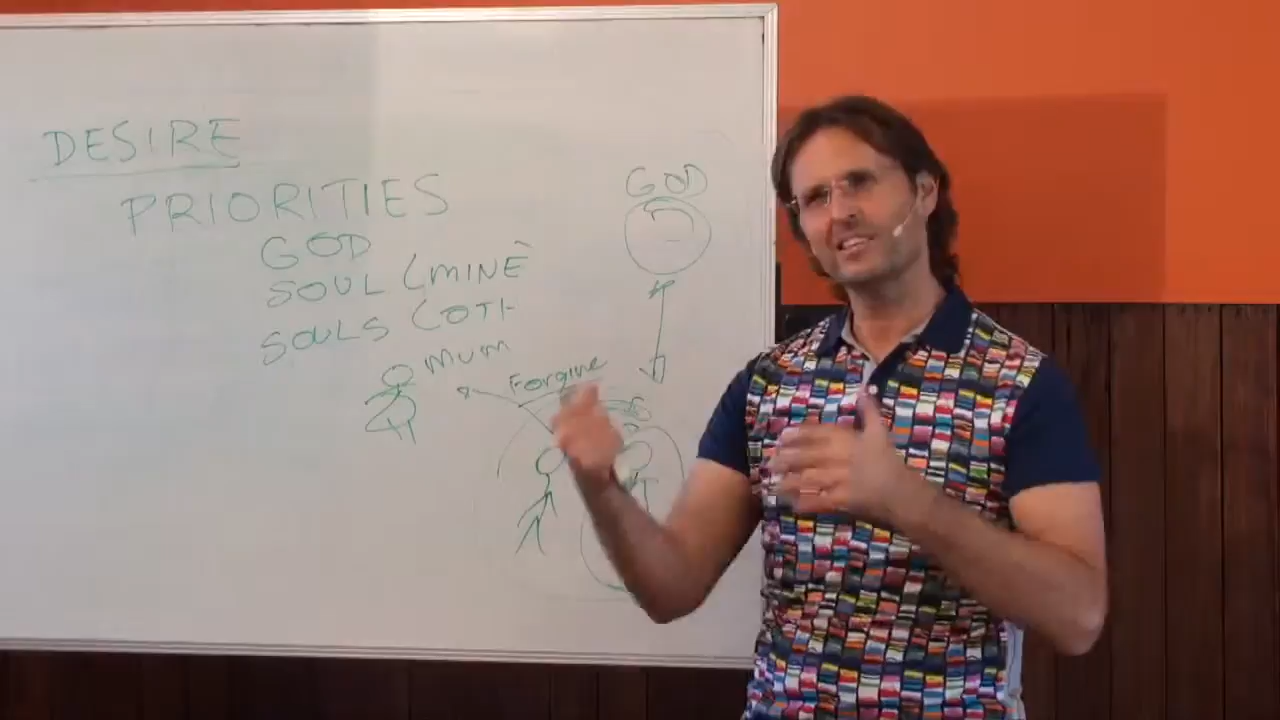 DESIRE
PRIORITIES
GOD
SOUL (MINE
SOULS (OTH
MUM
Forgive
GOD